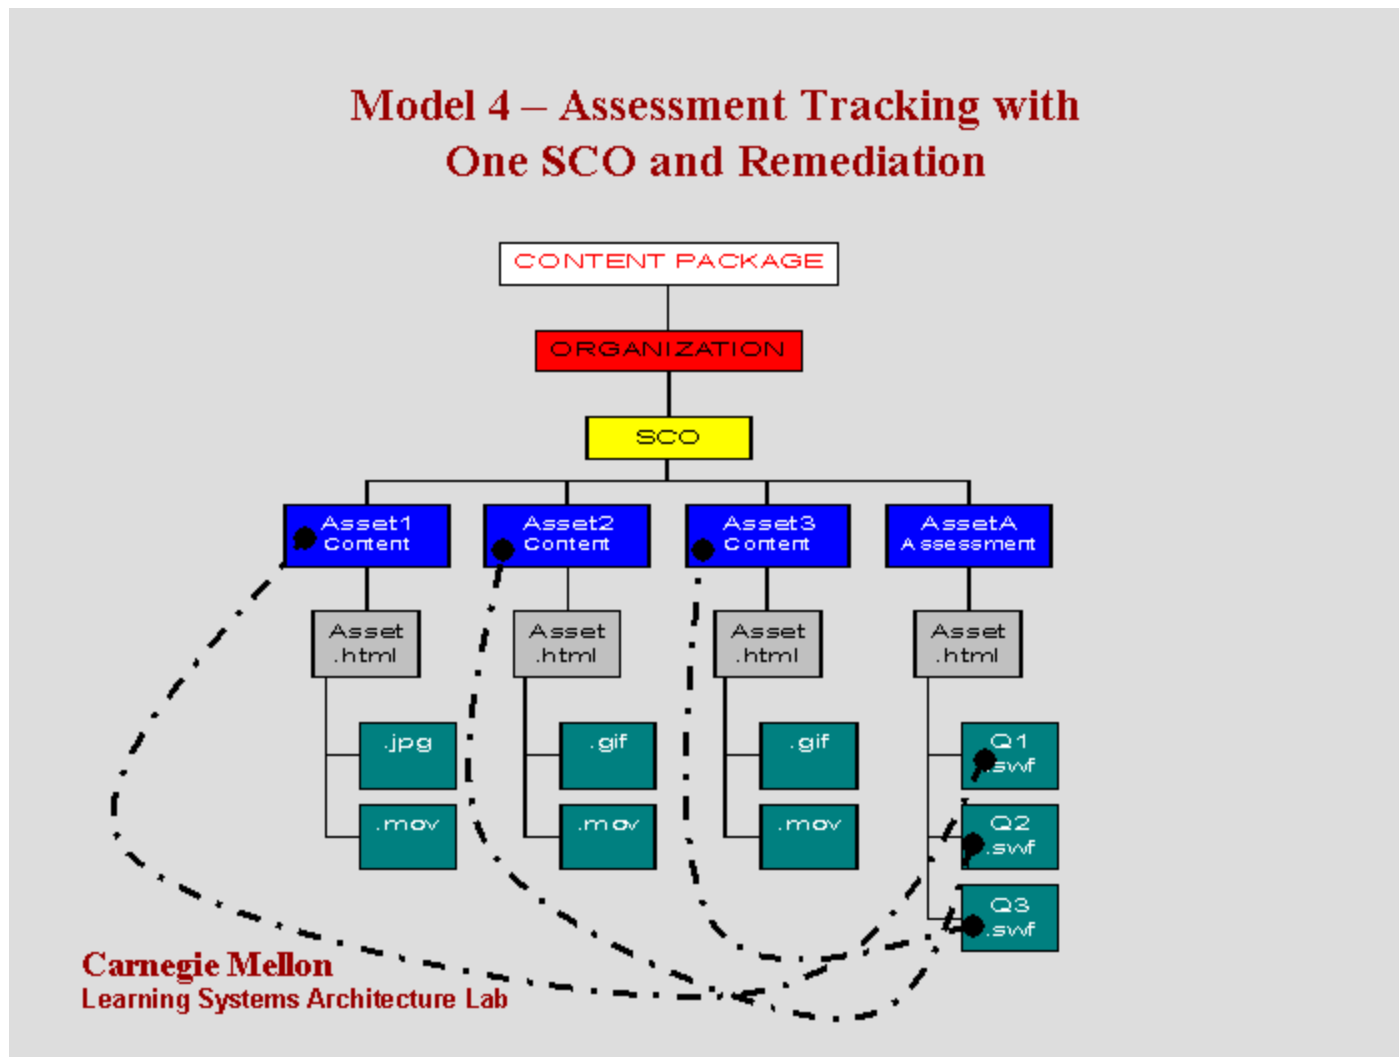 Model 4 – Assessment Tracking with
One SCO and Remediation
CONTENT PACKAGE
ORGANIZATION
SCO
Asset1
Content
Asset2
Content
Asset3
Content
AssetA
Assessment
Asset
.html
Asset
.html
Asset
.html
Asset
.html
.jpg
.gif
.gif
Q1
.swf
.mov
.mov
.mov
Q2
.swf
Q3
.swf
Carnegie Mellon
Learning Systems Architecture Lab